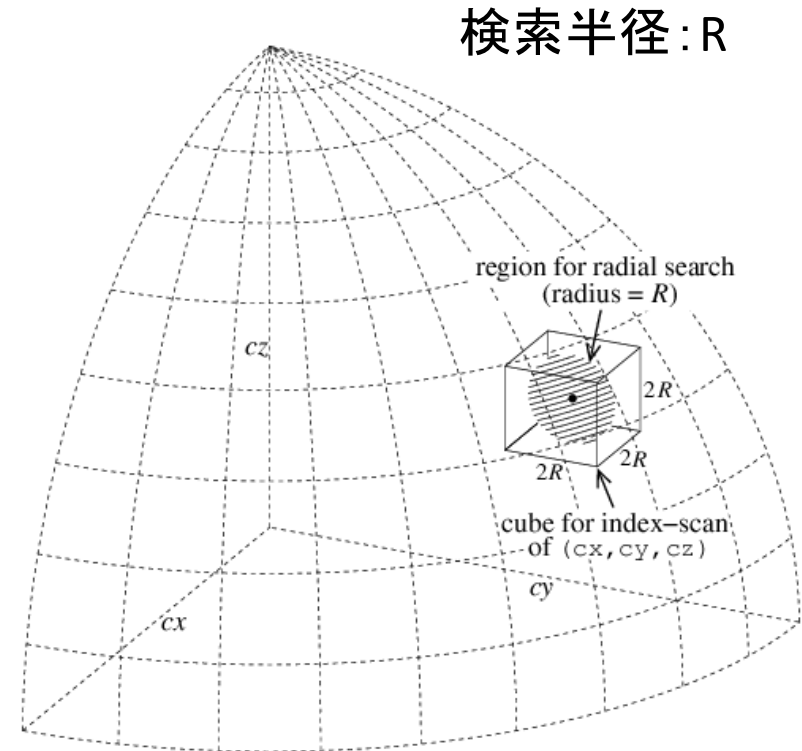 検索半径:R
region for radial search
(radius = R)
cz
2R
2R
2R
cube for index-scan
of (cx,cy,cz)
cy
cx